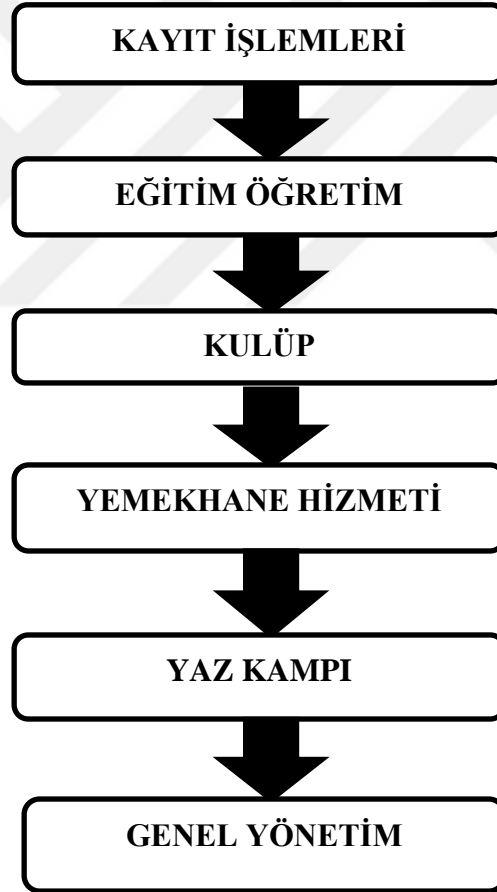 KAYIT İŞLEMLERİ
EĞİTİM ÖĞRETİM
KULÜP
YEMEKHANE HİZMETİ
YAZ KAMPI
GENEL YÖNETİM